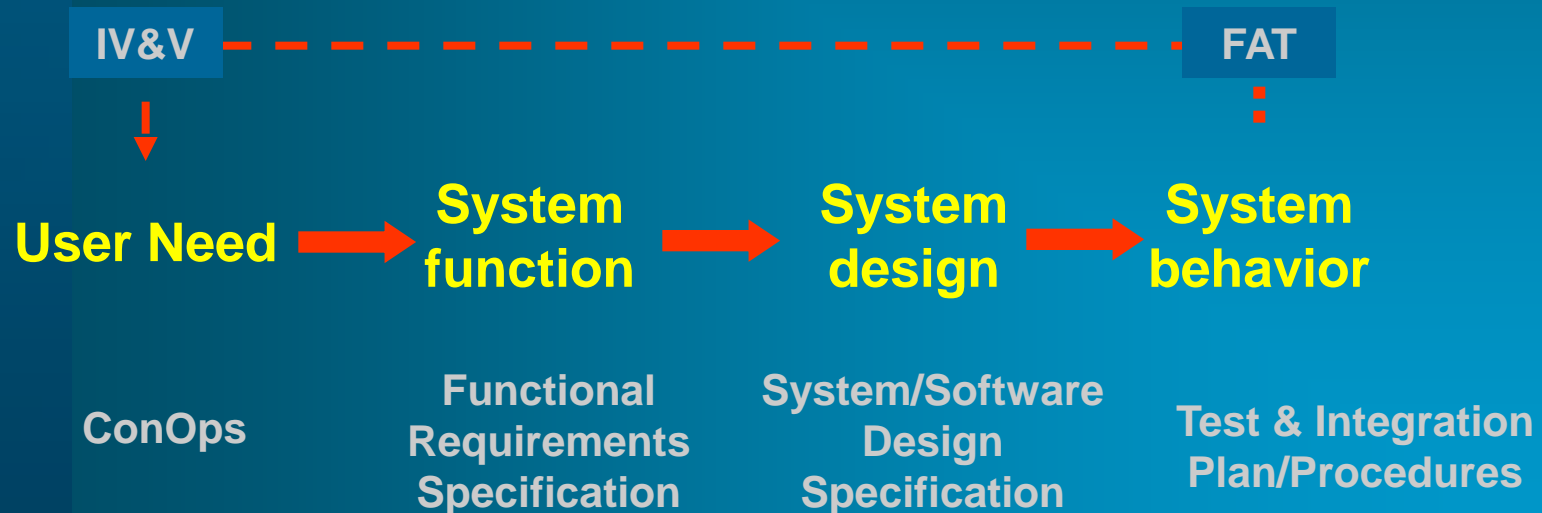 IV&V
FAT
User Need
System
function
System
design
System
behavior
ConOps
Functional
Requirements
Specification
System/Software
Design
Specification
Test & Integration
Plan/Procedures